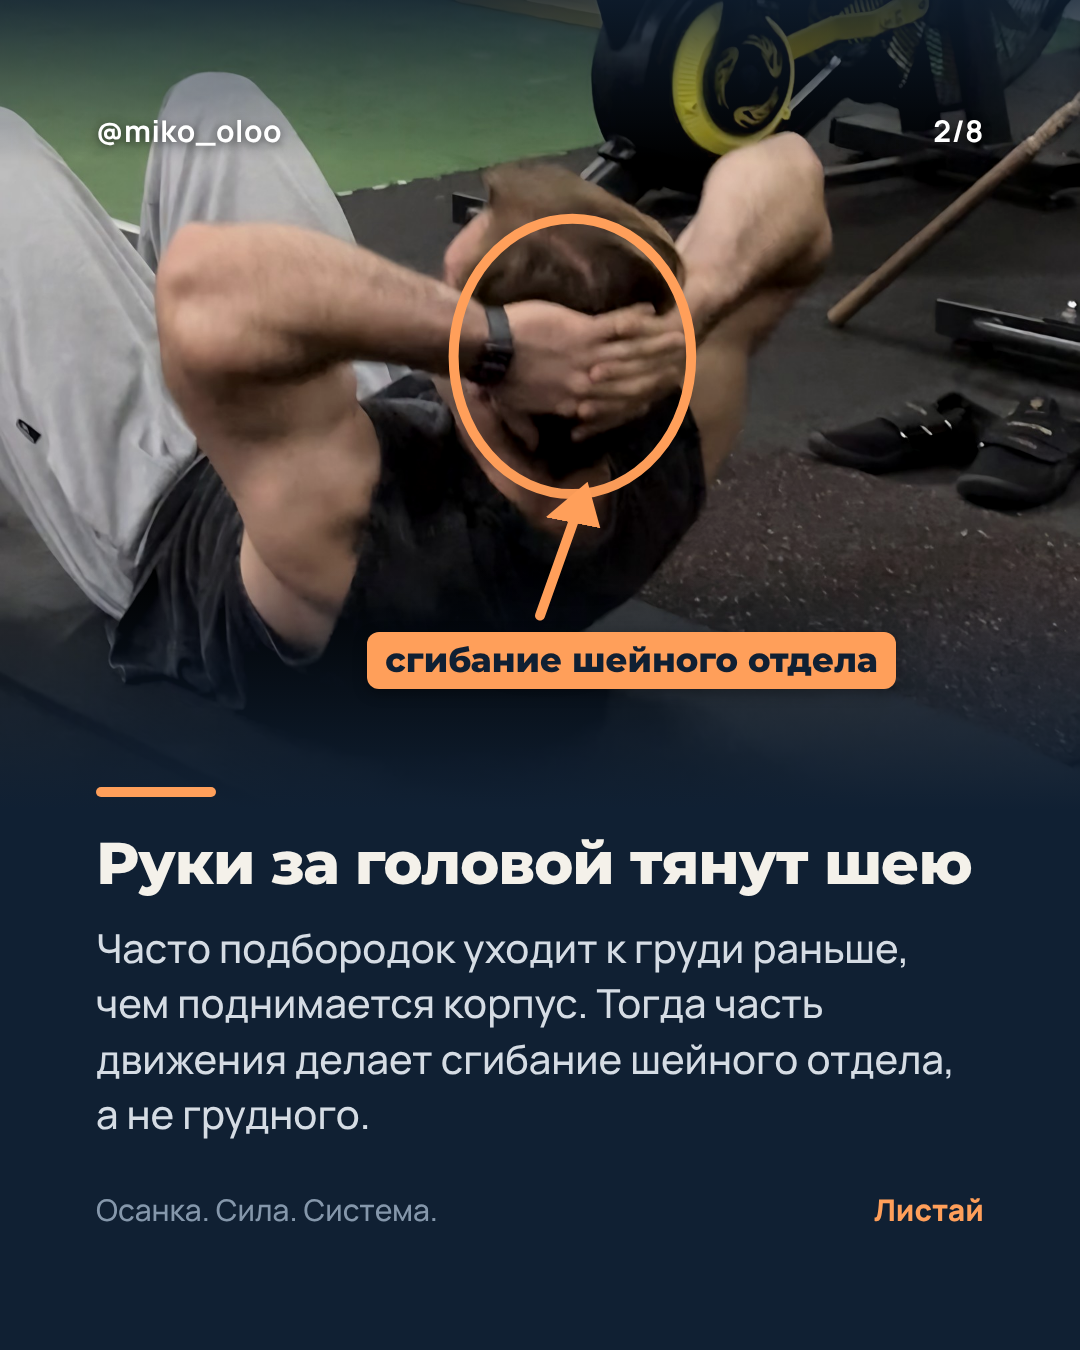 @miko_oloo
2/8
сгибание шейного отдела
Руки за головой тянут шею
Часто подбородок уходит к груди раньше,
чем поднимается корпус. Тогда часть
движения делает сгибание шейного отдела,
а не грудного.
Осанка. Сила. Система.
Листай